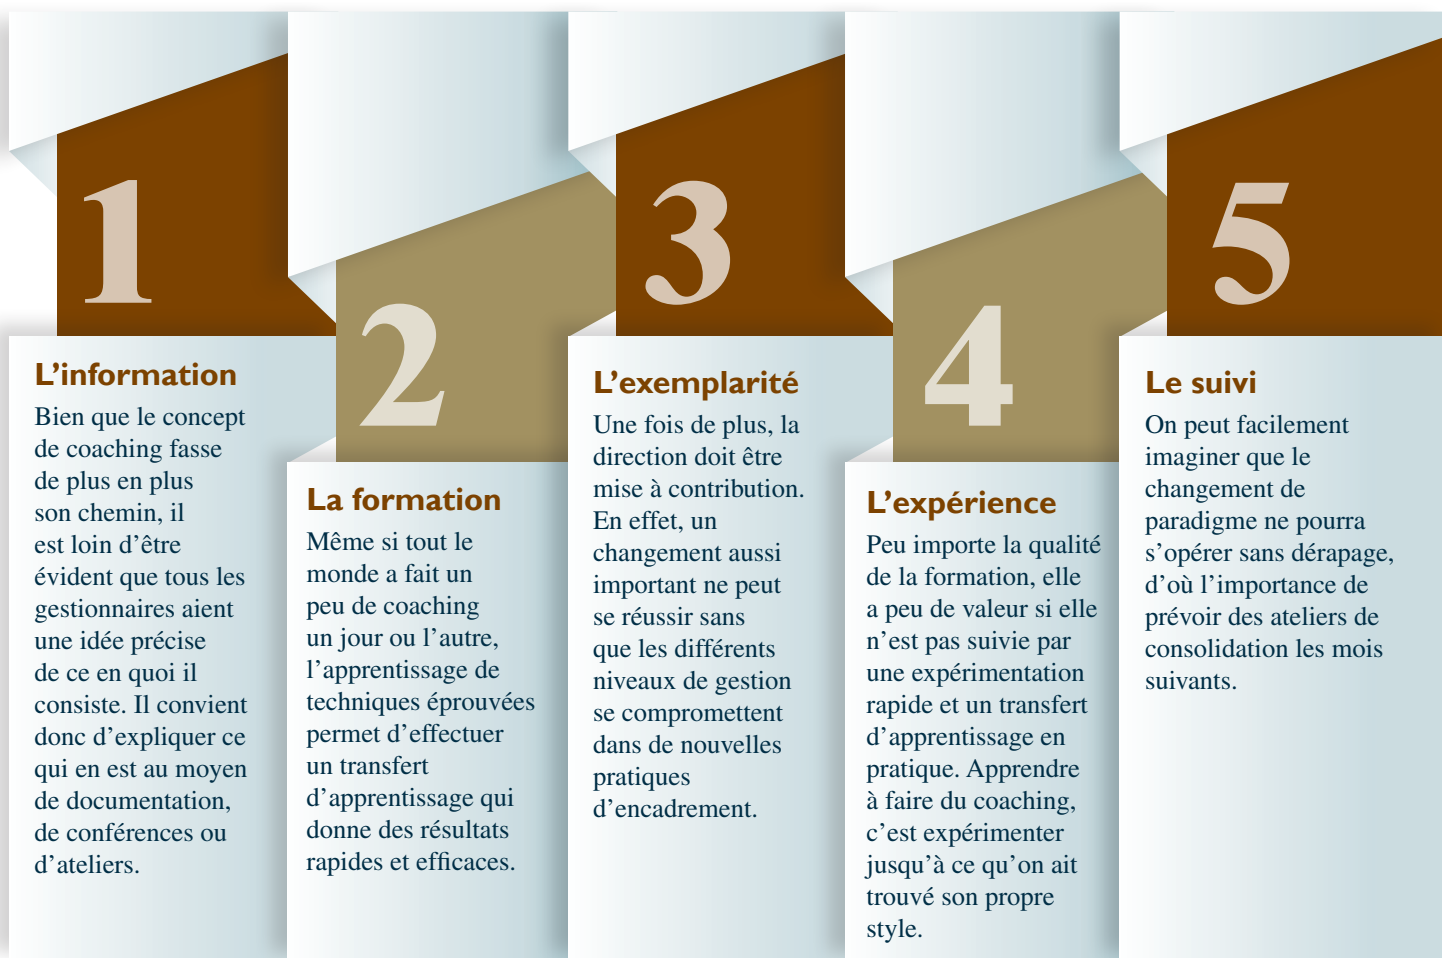 1
L’information
Bien que le concept
de coaching fasse
de plus en plus
son chemin, il
est loin d’être
évident que tous les
gestionnaires aient
une idée précise
de ce en quoi il
consiste. Il convient
donc d’expliquer ce
qui en est au moyen
de documentation,
de conférences ou
d’ateliers.
2
La formation
Même si tout le
monde a fait un
peu de coaching
un jour ou l’autre,
l’apprentissage de
techniques éprouvées
permet d’effectuer
un transfert
d’apprentissage qui
donne des résultats
rapides et efficaces.
3
L’exemplarité
Une fois de plus, la
direction doit être
mise à contribution.
En effet, un
changement aussi
important ne peut
se réussir sans
que les différents
niveaux de gestion
se compromettent
dans de nouvelles
pratiques
d’encadrement.
4
L’expérience
Peu importe la qualité
de la formation, elle
a peu de valeur si elle
n’est pas suivie par
une expérimentation
rapide et un transfert
d’apprentissage en
pratique. Apprendre
à faire du coaching,
c’est expérimenter
jusqu’à ce qu’on ait
trouvé son propre
style.
5
Le suivi
On peut facilement
imaginer que le
changement de
paradigme ne pourra
s’opérer sans dérapage,
d’où l’importance de
prévoir des ateliers de
consolidation les mois
suivants.